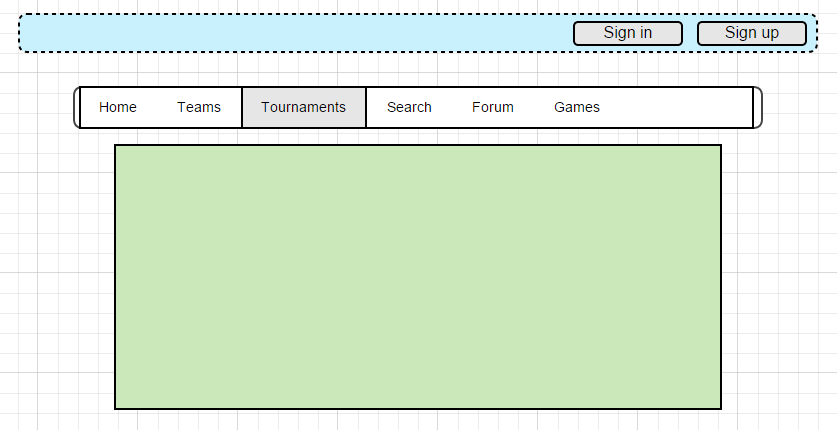 Sign in Sign up
Home Teams Tournaments Search Forum Games